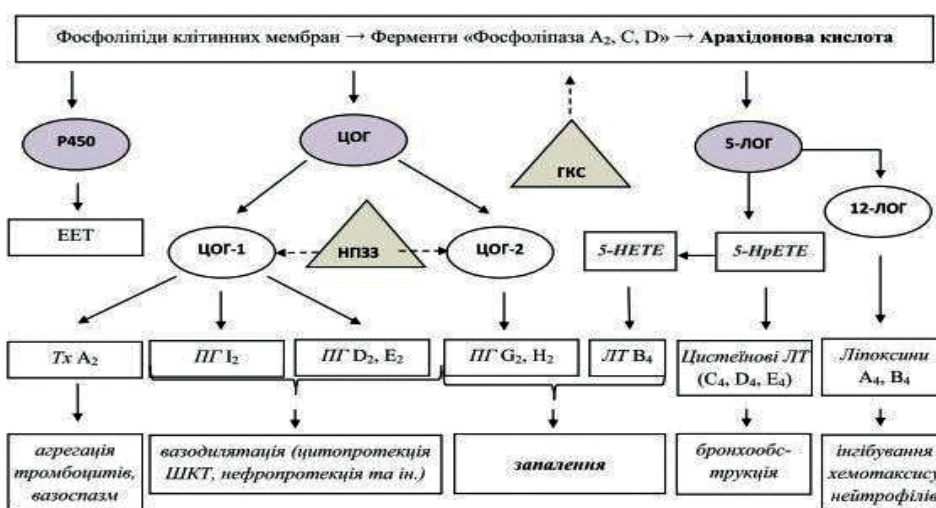 Фосфоліпіди клітинних мембран → Ферменти «Фосфоліпаза A₂, C, D» → Арахідонова кислота
P450
ЦОГ
ГКС
5-ЛОГ
12-ЛОГ
ЕЕТ
ЦОГ-1
НПЗЗ
ЦОГ-2
5-НЕТЕ
5-НрЕТЕ
Тх A₂
ПГ I₂
ПГ D₂, E₂
ПГ G₂, H₂
ЛТ B₄
Цистеїнові ЛТ
(C₄, D₄, E₄)
Ліпоксини
A₄, B₄
агрегація
тромбоцитів,
вазоспазм
вазодилятація (цитопротекція
ШКТ, нефропротекція та ін.)
запалення
бронхообс-
трукція
інгібування
хемотаксису
нейтрофілів